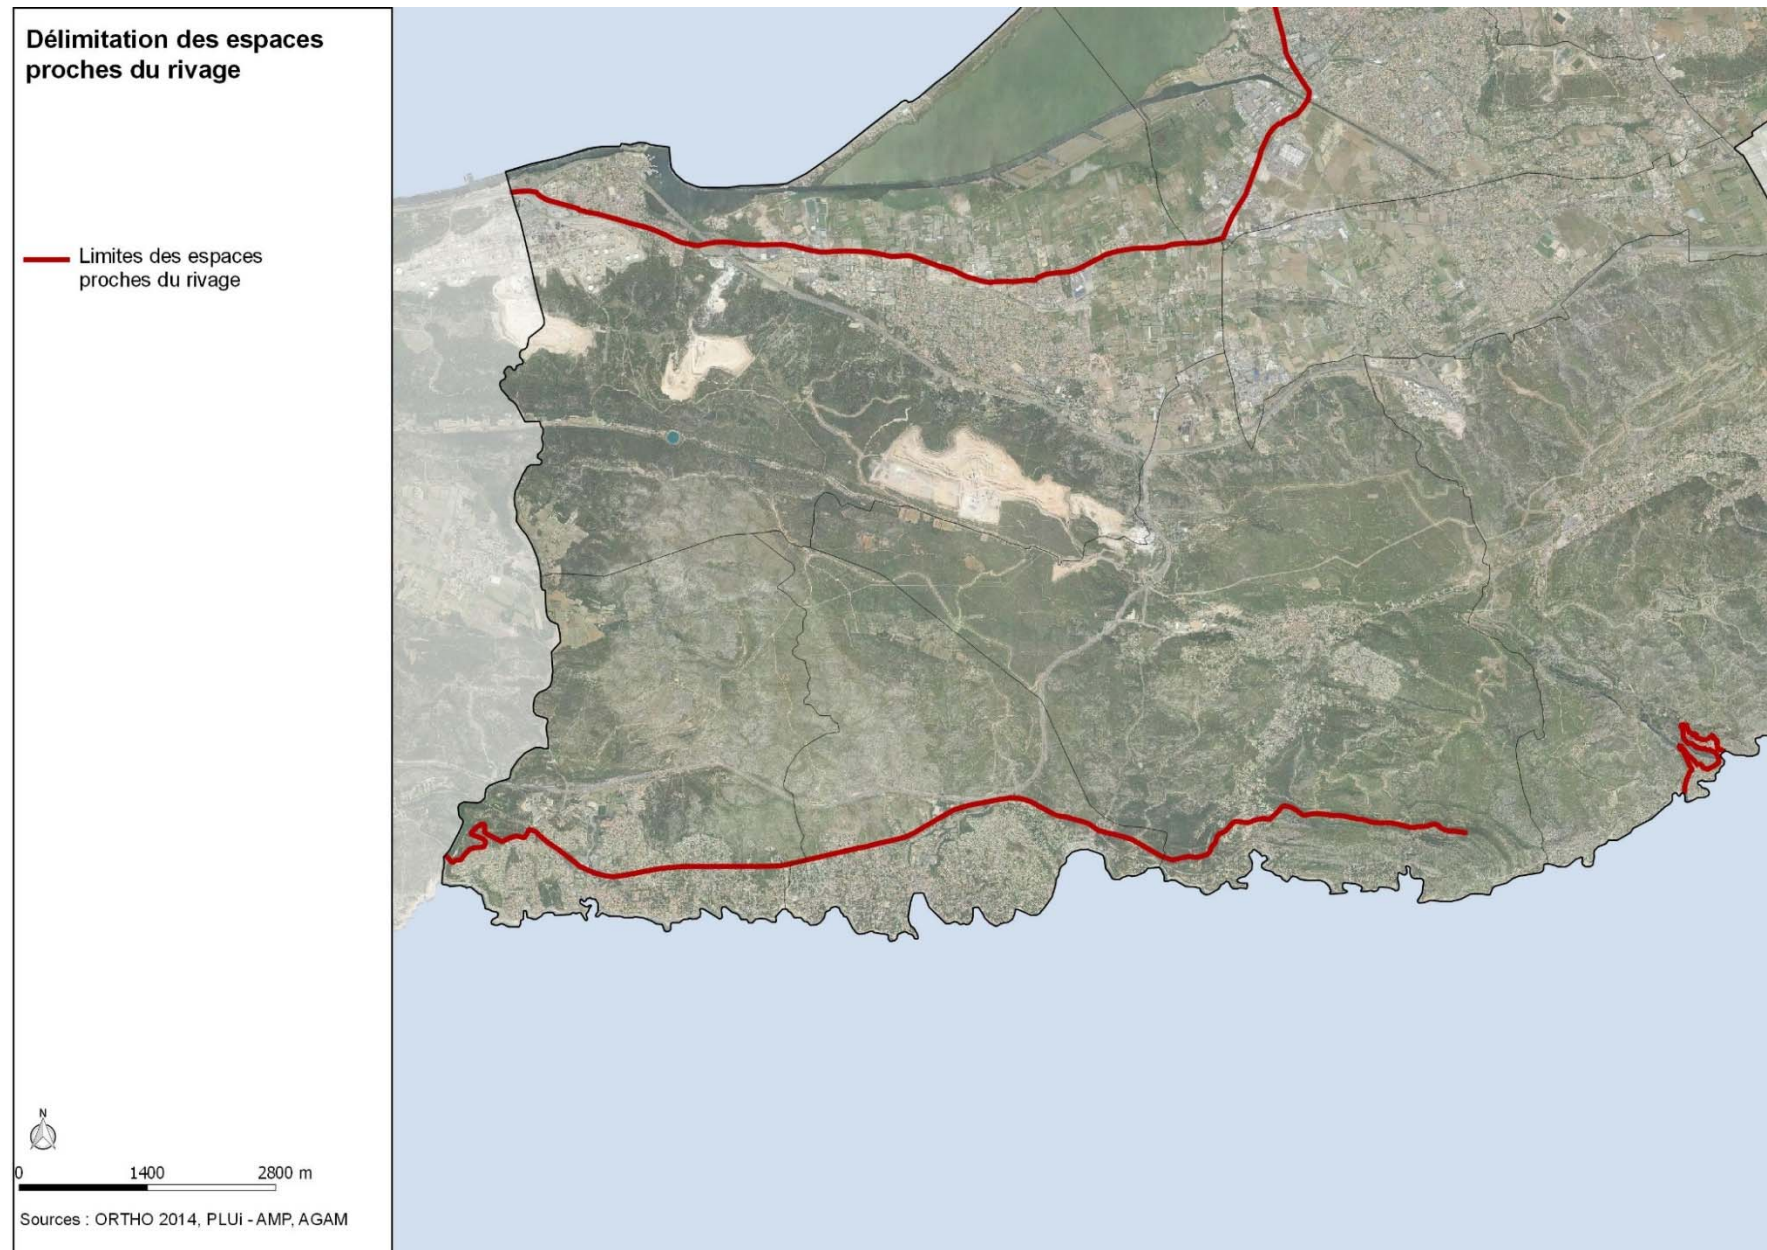 Délimitation des espaces
proches du rivage
Limites des espaces
proches du rivage
N
0 1400 2800 m
Sources : ORTHO 2014, PLUi - AMP, AGAM